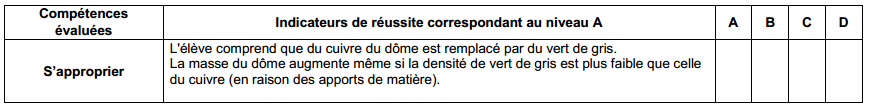 Compétences évaluées
Indicateurs de réussite correspondant au niveau A
A
B
C
D
S'approprier
L'élève comprend que du cuivre du dôme est remplacé par du vert de gris.
La masse du dôme augmente même si la densité de vert de gris est plus faible que celle
du cuivre (en raison des apports de matière).